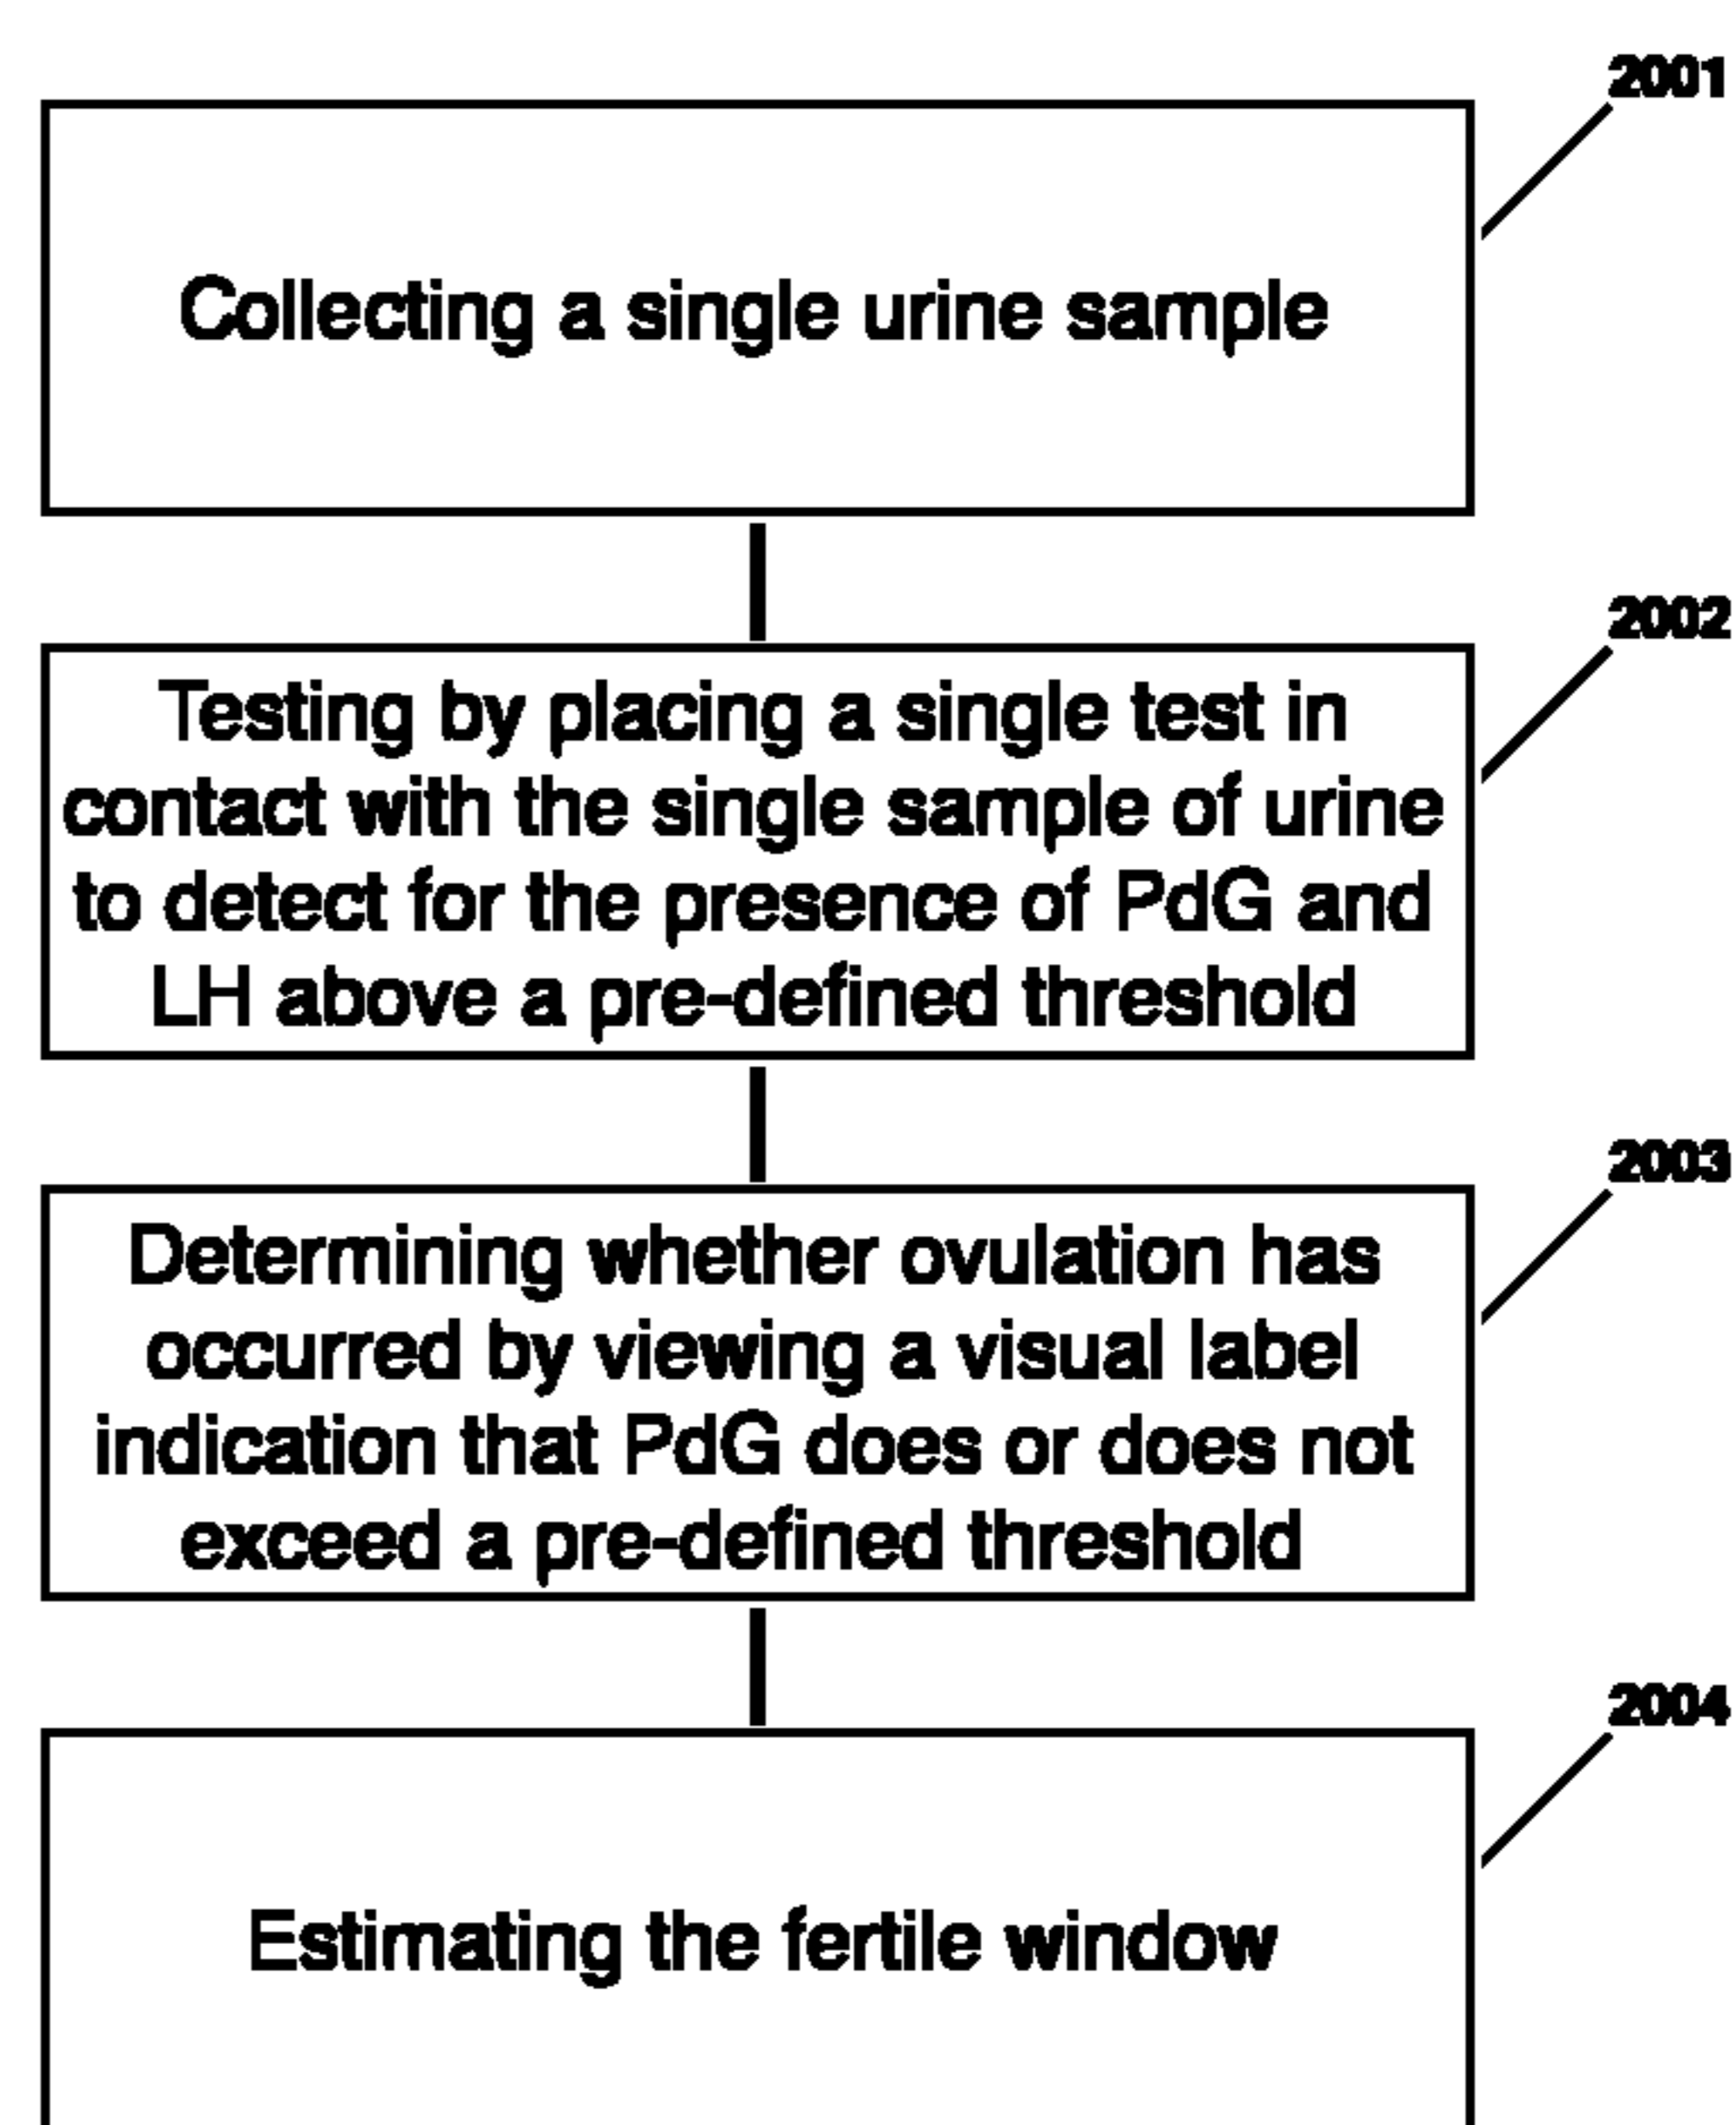 2001
Collecting a single urine sample
2002
Testing by placing a single test in
contact with the single sample of urine
to detect for the presence of PdG and
LH above a pre-defined threshold
2003
Determining whether ovulation has
occurred by viewing a visual label
indication that PdG does or does not
exceed a pre-defined threshold
2004
Estimating the fertile window